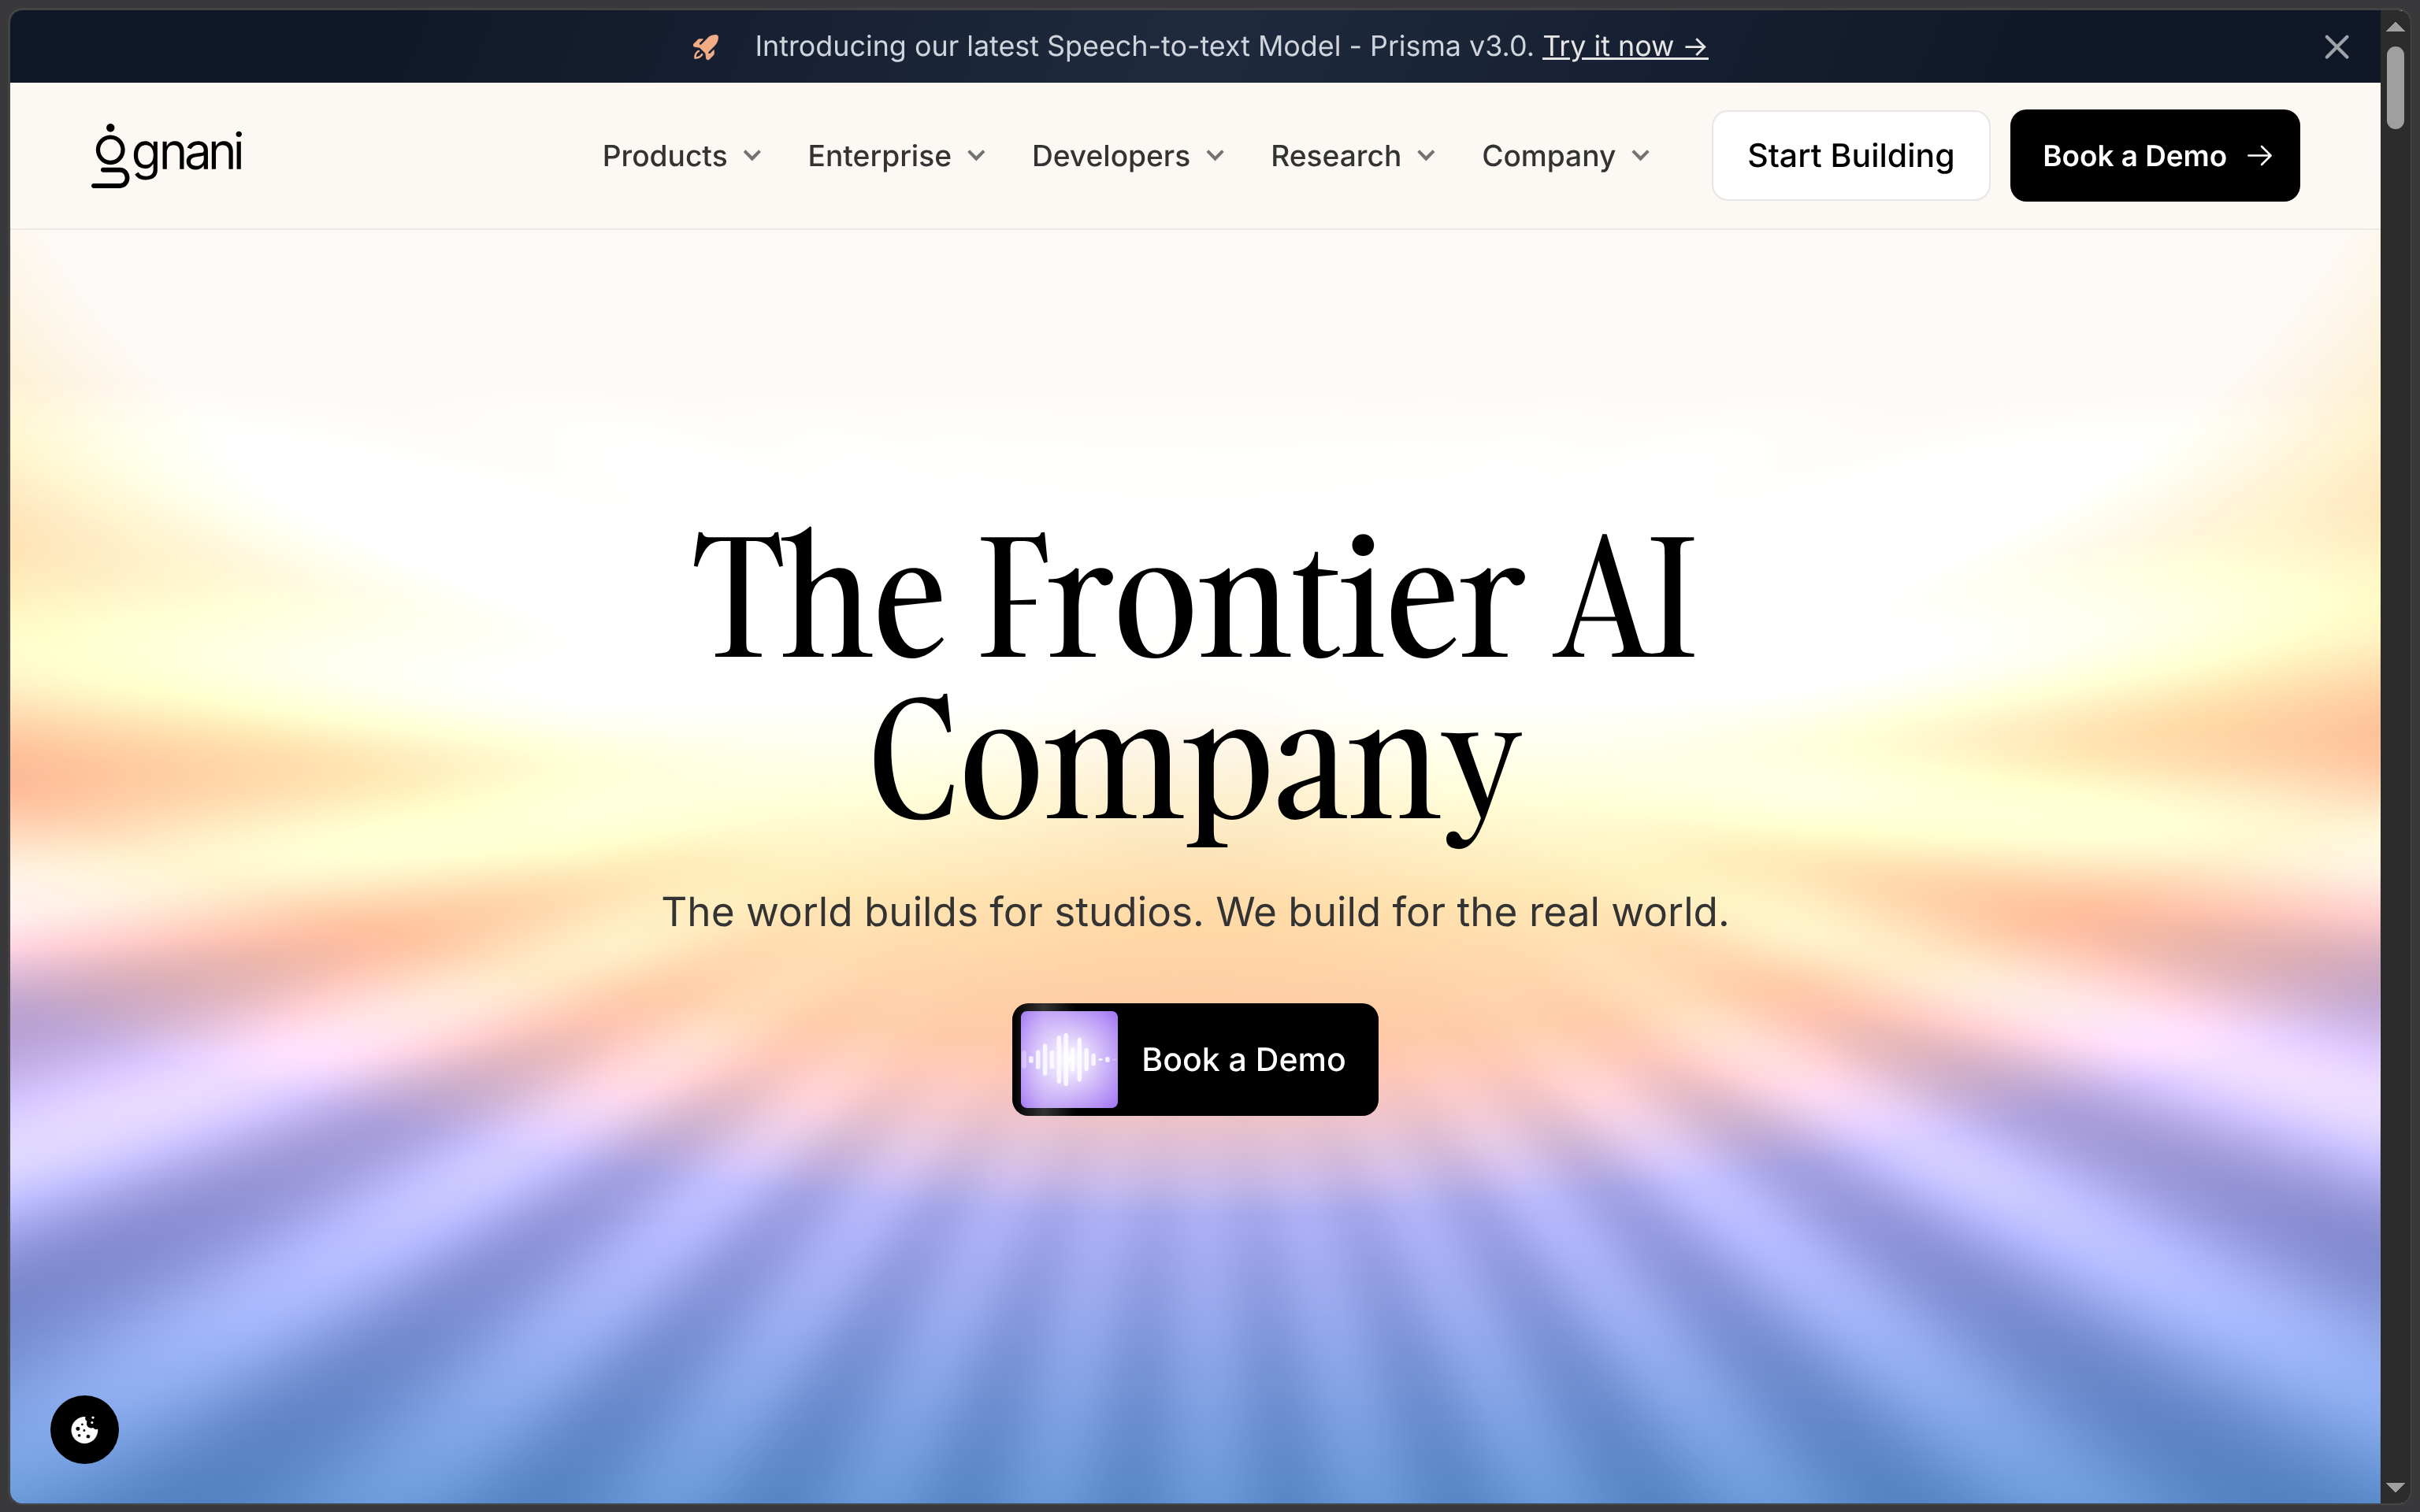 Introducing our latest Speech-to-text Model - Prisma v3.0. Try it now →
gnani
Products
Enterprise
Developers
Research
Company
Start Building
Book a Demo →
The Frontier AI
Company
The world builds for studios. We build for the real world.
Book a Demo